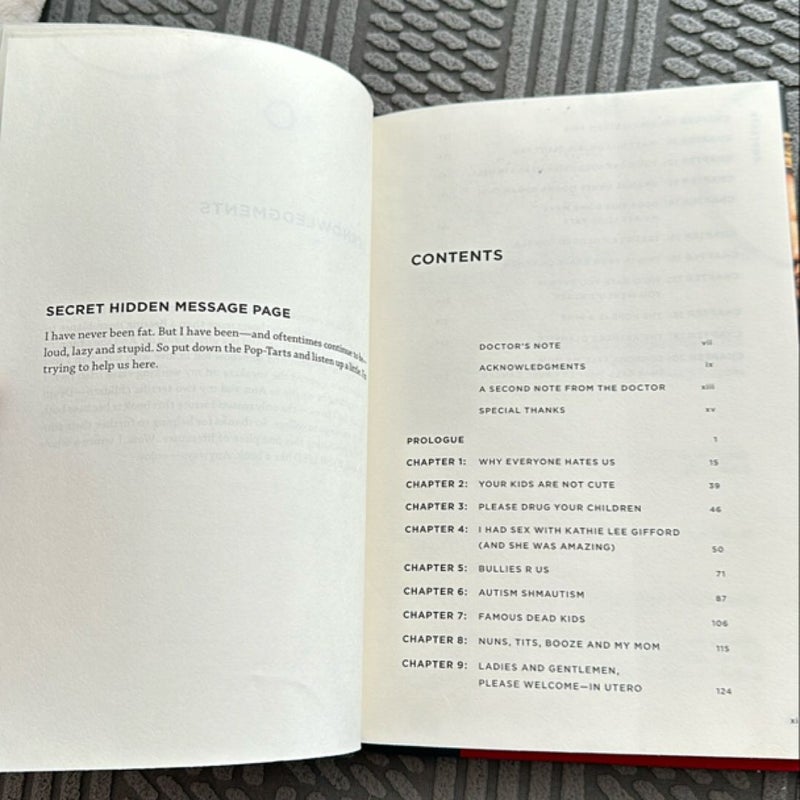 SECRET HIDDEN MESSAGE PAGE
I have never been fat. But I have been—and oftentimes continue to be—
loud, lazy and stupid. So put down the Pop-Tarts and listen up a little. I'm
trying to help us here.
CONTENTS
DOCTOR'S NOTE vii
ACKNOWLEDGMENTS ix
A SECOND NOTE FROM THE DOCTOR xiii
SPECIAL THANKS xv
PROLOGUE 1
CHAPTER 1: WHY EVERYONE HATES US 15
CHAPTER 2: YOUR KIDS ARE NOT CUTE 39
CHAPTER 3: PLEASE DRUG YOUR CHILDREN 46
CHAPTER 4: I HAD SEX WITH KATHIE LEE GIFFORD
(AND SHE WAS AMAZING) 50
CHAPTER 5: BULLIES R US 71
CHAPTER 6: AUTISM SHMAUTISM 87
CHAPTER 7: FAMOUS DEAD KIDS 106
CHAPTER 8: NUNS, TITS, BOOZE AND MY MOM 115
CHAPTER 9: LADIES AND GENTLEMEN,
PLEASE WELCOME—IN UTERO 124